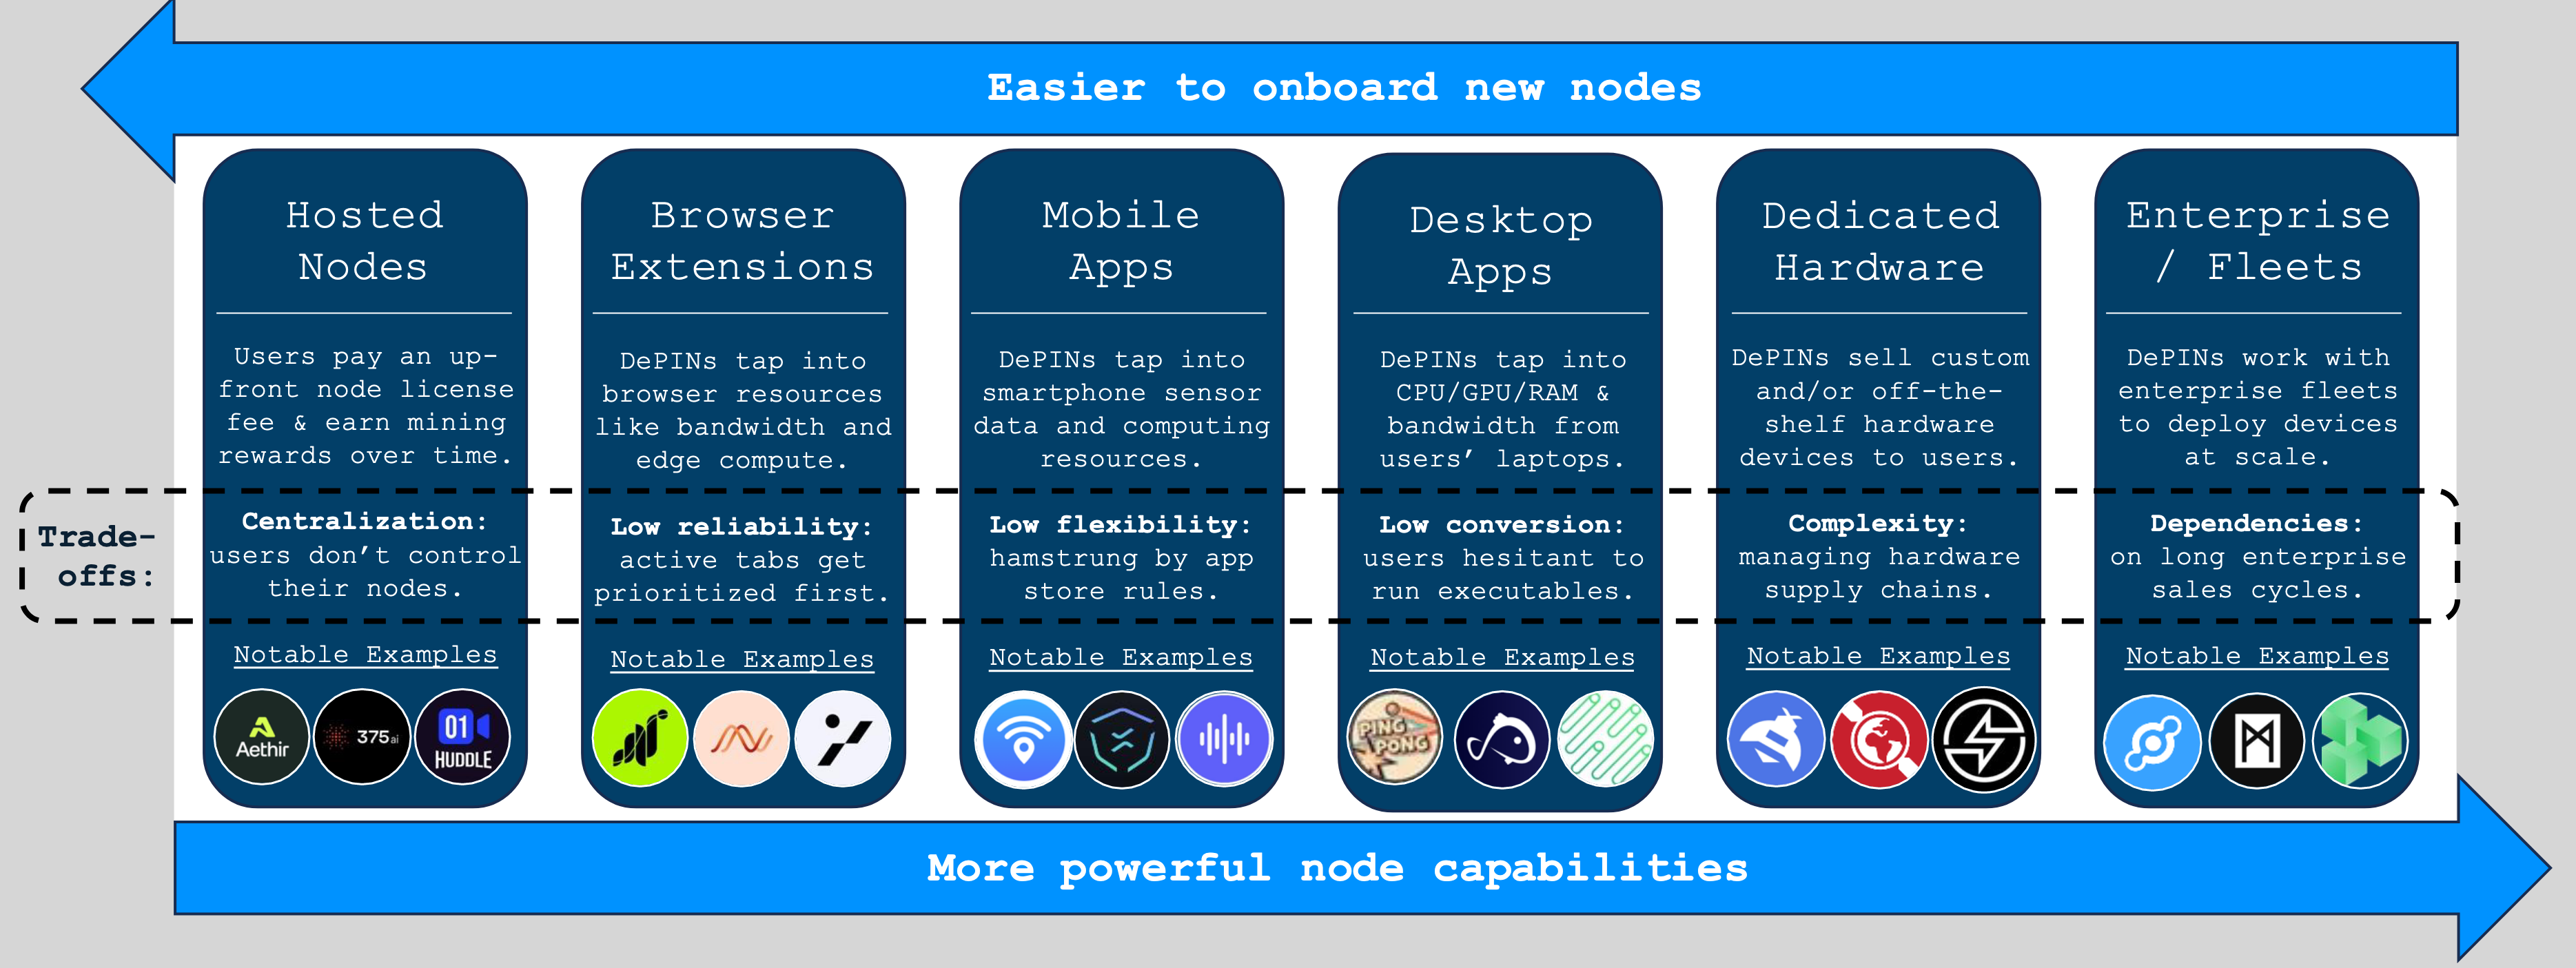 Easier to onboard new nodes
Hosted
Nodes
Users pay an up-
front node license
fee & earn mining
rewards over time.
Browser
Extensions
DePINs tap into
browser resources
like bandwidth and
edge compute.
Mobile
Apps
DePINs tap into
smartphone sensor
data and computing
resources.
Desktop
Apps
DePINs tap into
CPU/GPU/RAM &
bandwidth from
users’ laptops.
Dedicated
Hardware
DePINs sell custom
and/or off-the-
shelf hardware
devices to users.
Enterprise
/ Fleets
DePINs work with
enterprise fleets
to deploy devices
at scale.
Trade-
offs:
Centralization:
users don’t control
their nodes.
Low reliability:
active tabs get
prioritized first.
Low flexibility:
hamstrung by app
store rules.
Low conversion:
users hesitant to
run executables.
Complexity:
managing hardware
supply chains.
Dependencies:
on long enterprise
sales cycles.
Notable Examples
Aethir
375ai
01
HUDDLE
Notable Examples
Notable Examples
Notable Examples
PING
PONG
Notable Examples
Notable Examples
More powerful node capabilities